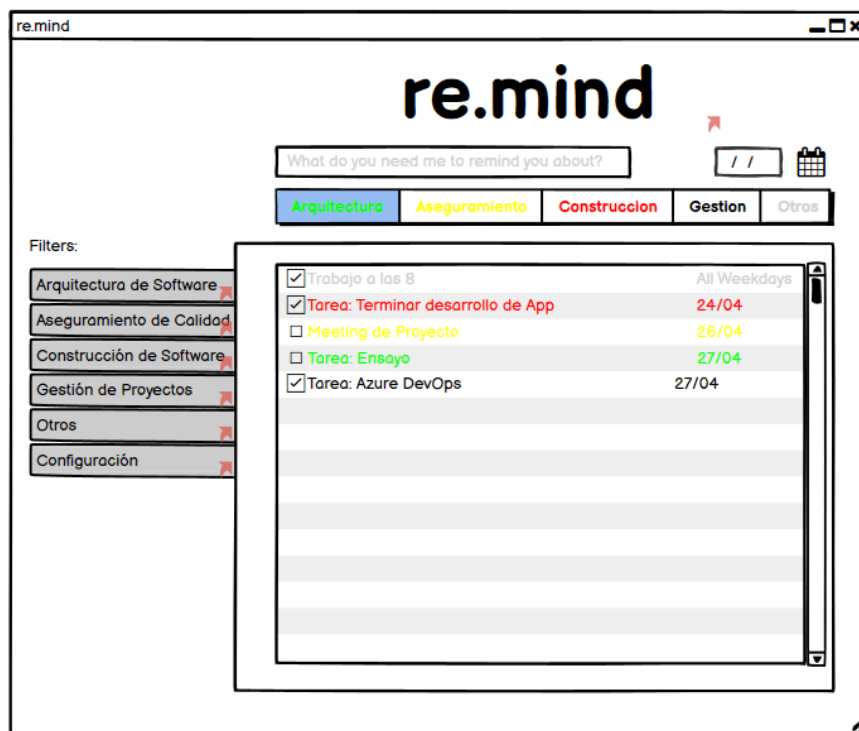 re.mind
re.mind
What do you need me to remind you about? / /
Arquitectura Aseguramiento Construccion Gestion Otros
Filters:
Arquitectura de Software
Aseguramiento de Calidad
Construcción de Software
Gestión de Proyectos
Otros
Configuración
Trabajo a las 8 All Weekdays
Tarea: Terminar desarrollo de App 24/04
Meeting de Proyecto 26/04
Tarea: Ensayo 27/04
Tarea: Azure DevOps 27/04